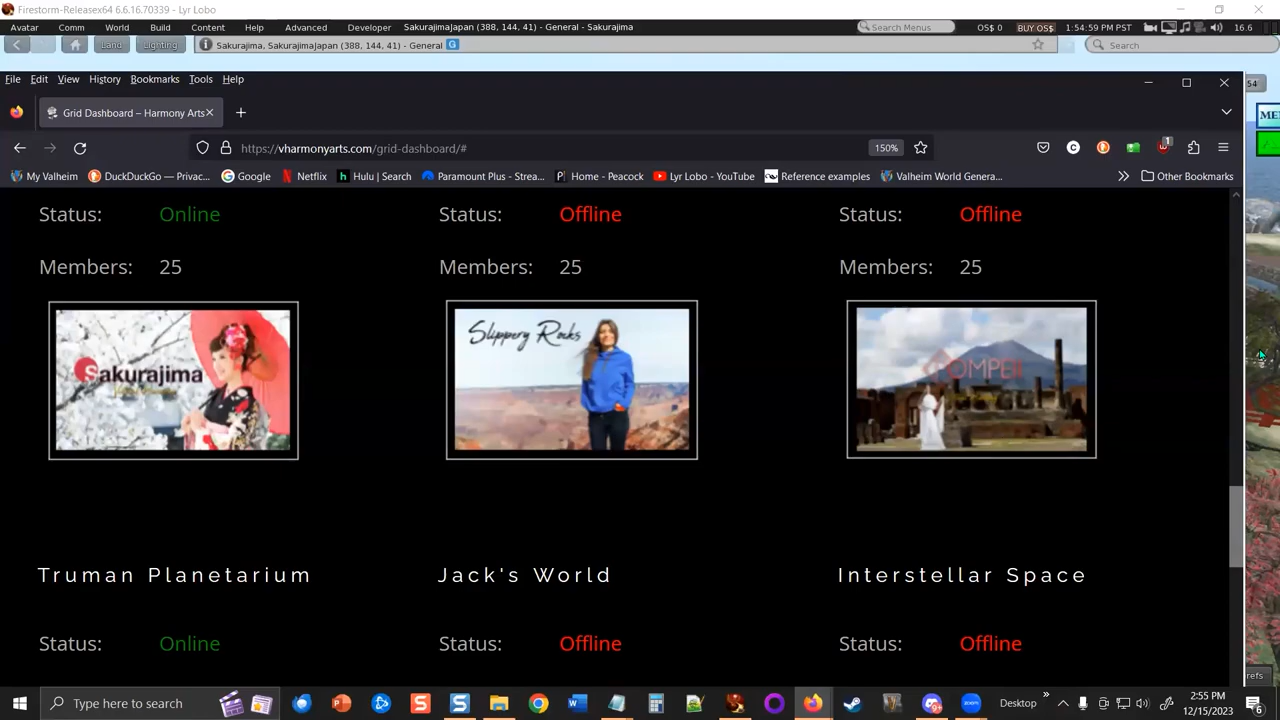 Firestorm-Releasex64 6.6.16.70339 - Lyr Lobo
Avatar Comm World Build Content Help Advanced Developer SakurajimaJapan (388, 144, 41) - General - Sakurajima Search Menus OS$ 0 BUY OS$ 1:54:59 PM PST 16.6
Land Lighting Sakurajima, SakurajimaJapan (388, 144, 41) - General G Search
File Edit View History Bookmarks Tools Help
Grid Dashboard – Harmony Arts
https://vharmonyarts.com/grid-dashboard/# 150% 1
My Valheim DuckDuckGo — Privac... Google Netflix Hulu | Search Paramount Plus - Strea... Home - Peacock Lyr Lobo - YouTube Reference examples Valheim World Genera... Other Bookmarks
Status: Online Status: Offline Status: Offline
Members: 25 Members: 25 Members: 25
Sakurajima Slippery Rocks POMPEII
Truman Planetarium Jack's World Interstellar Space
Status: Online Status: Offline Status: Offline
refs
Type here to search Desktop 2:55 PM
12/15/2023 6